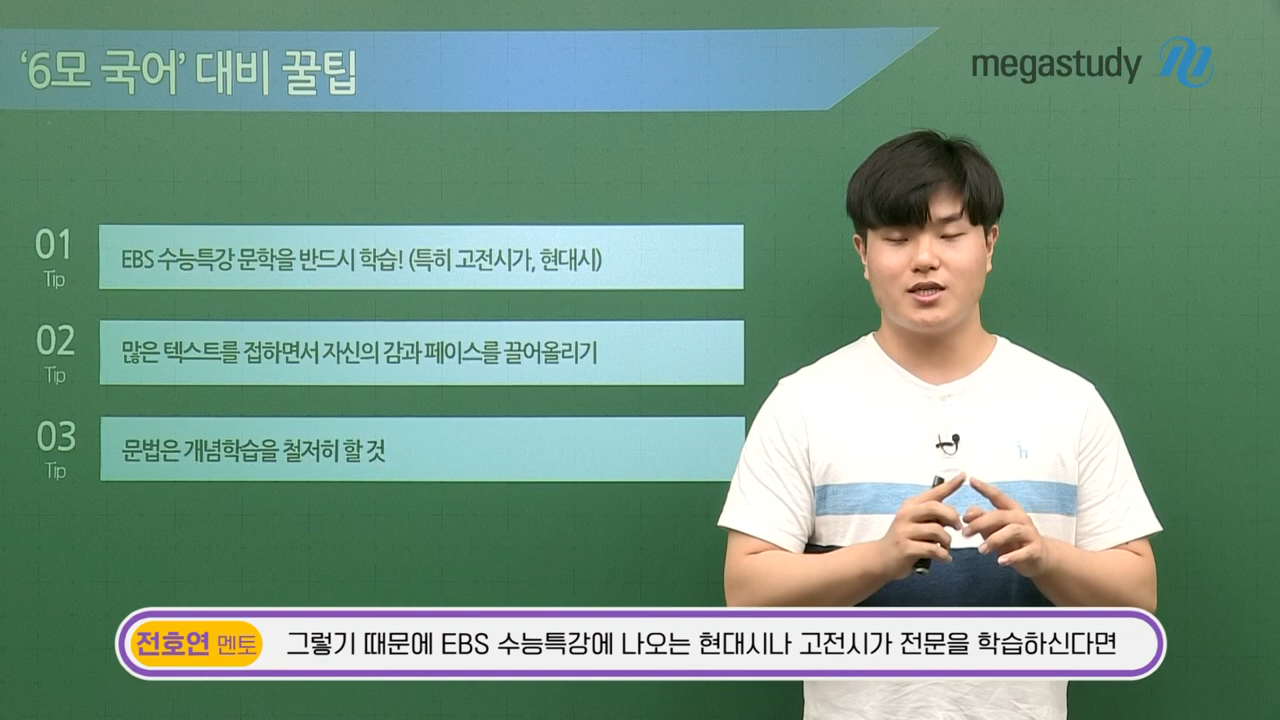 ‘6모 국어’ 대비 꿀팁
megastudy
01
Tip
EBS 수능특강 문학을 반드시 학습! (특히 고전시가, 현대시)
02
Tip
많은 텍스트를 접하면서 자신의 감과 페이스를 끌어올리기
03
Tip
문법은 개념학습을 철저히 할 것
전호연 멘토 그렇기 때문에 EBS 수능특강에 나오는 현대시나 고전시가 전문을 학습하신다면